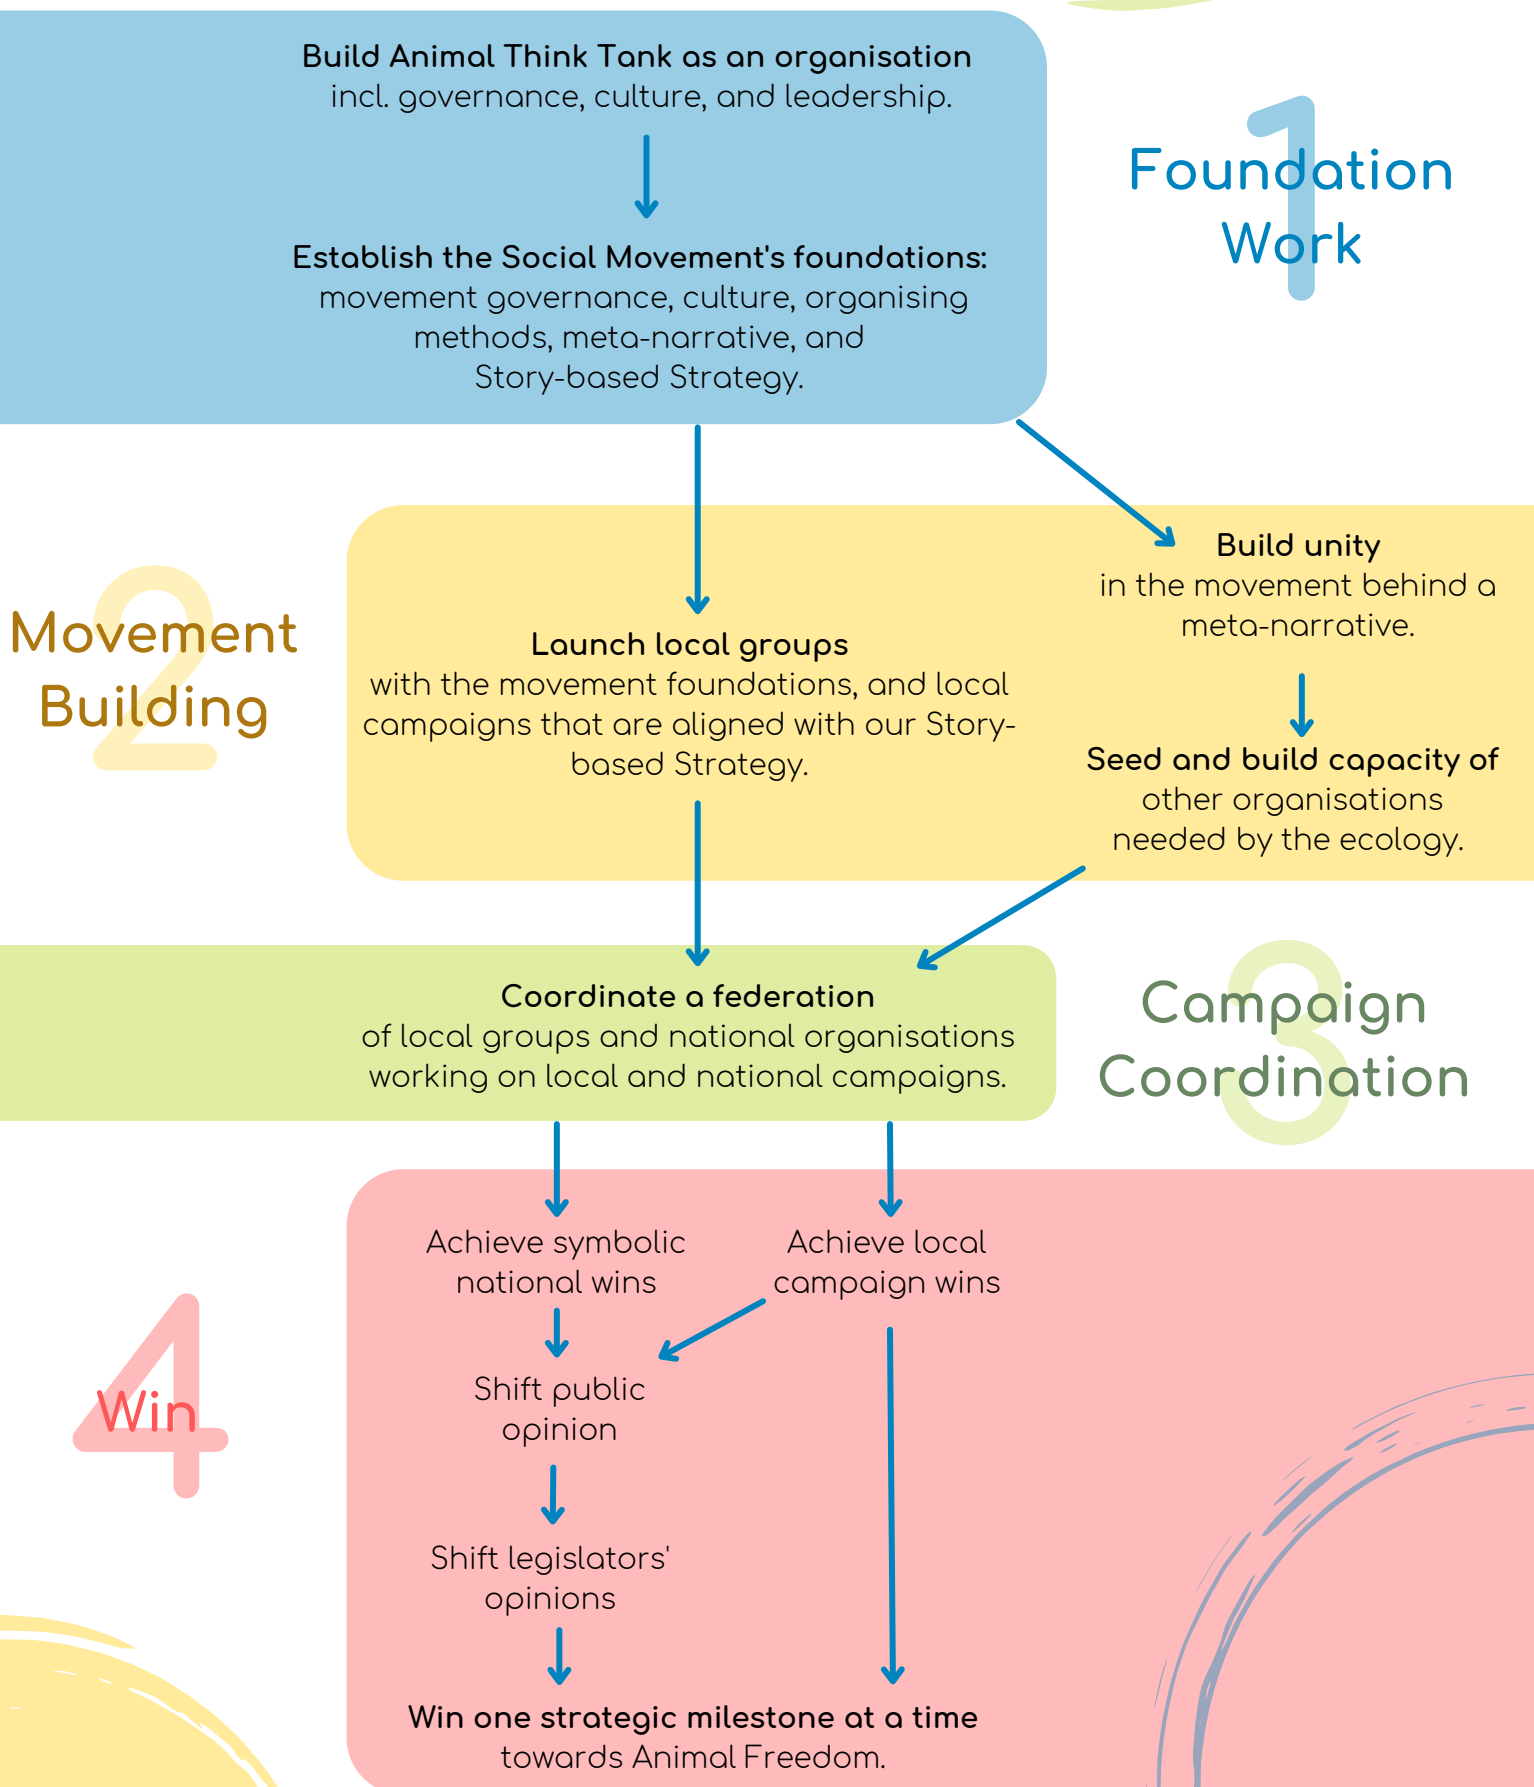 Build Animal Think Tank as an organisation
incl. governance, culture, and leadership.
1
Foundation
Work
Establish the Social Movement's foundations:
movement governance, culture, organising
methods, meta-narrative, and
Story-based Strategy.
2
Movement
Building
Launch local groups
with the movement foundations, and local
campaigns that are aligned with our Story-
based Strategy.
Build unity
in the movement behind a
meta-narrative.
Seed and build capacity of
other organisations
needed by the ecology.
Coordinate a federation
of local groups and national organisations
working on local and national campaigns.
3
Campaign
Coordination
4
Win
Achieve symbolic
national wins
Achieve local
campaign wins
Shift public
opinion
Shift legislators'
opinions
Win one strategic milestone at a time
towards Animal Freedom.